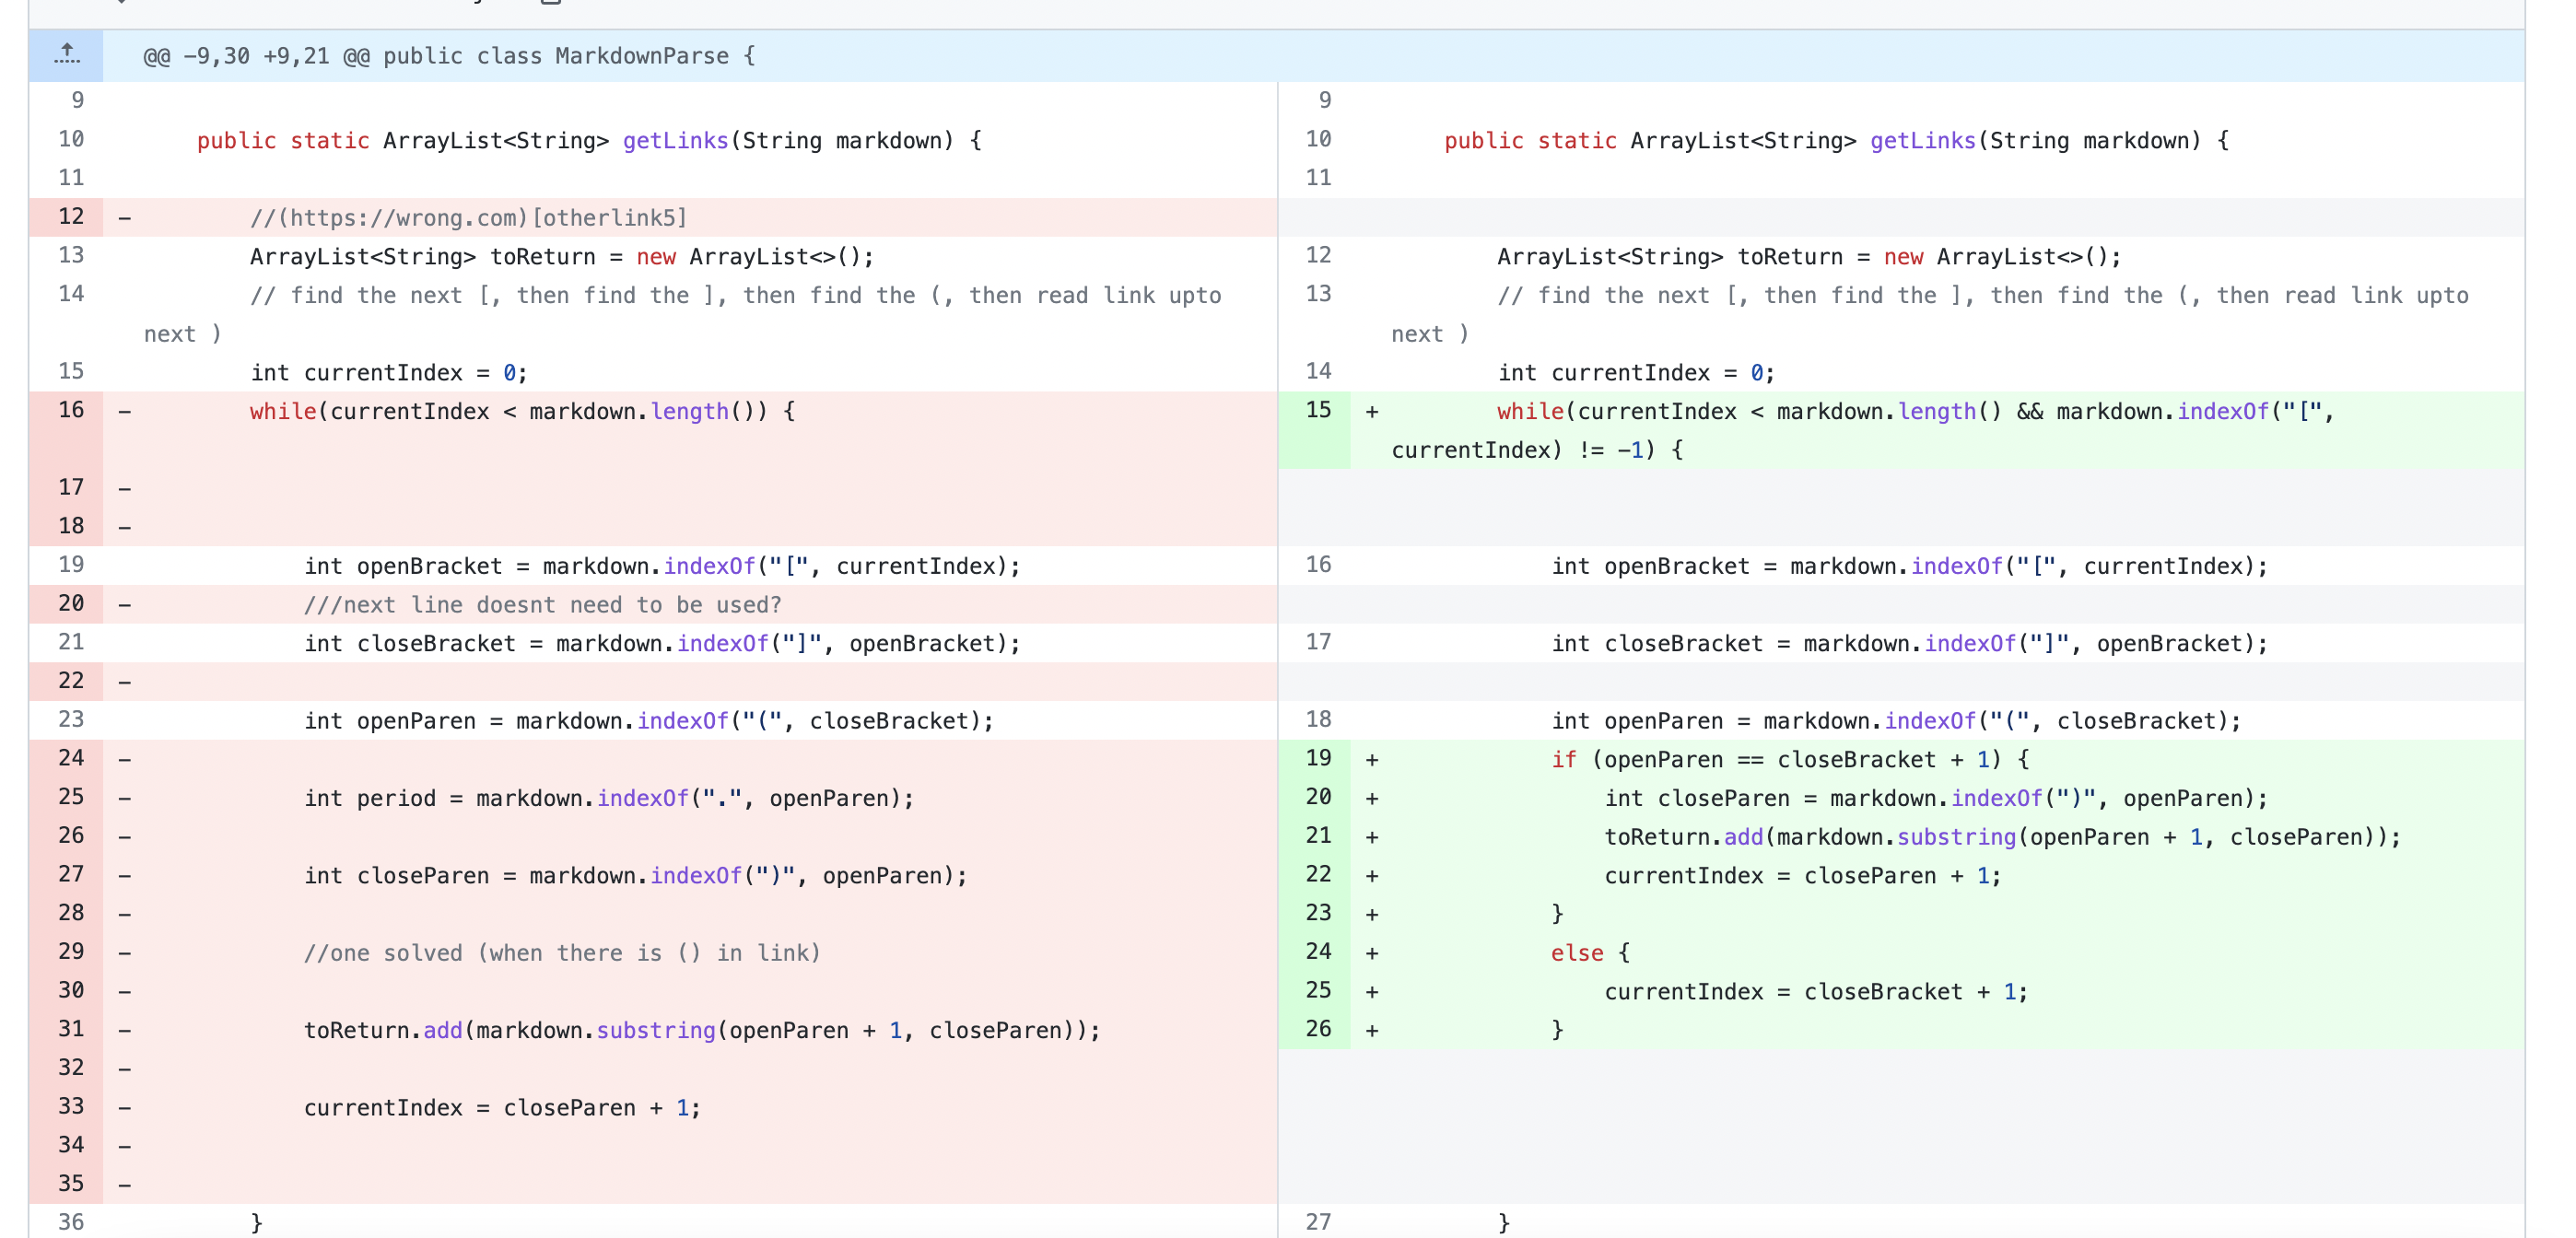 @@ -9,30 +9,21 @@ public class MarkdownParse {
9
10 public static ArrayList<String> getLinks(String markdown) {
11
12 - //(https://wrong.com)[otherlink5]
13 ArrayList<String> toReturn = new ArrayList<>();
14 // find the next [, then find the ], then find the (, then read link upto
next )
15 int currentIndex = 0;
16 - while(currentIndex < markdown.length()) {
17 -
18 -
19 int openBracket = markdown.indexOf("[", currentIndex);
20 - ///next line doesnt need to be used?
21 int closeBracket = markdown.indexOf("]", openBracket);
22 -
23 int openParen = markdown.indexOf("(", closeBracket);
24 -
25 - int period = markdown.indexOf(".", openParen);
26 -
27 - int closeParen = markdown.indexOf(")", openParen);
28 -
29 - //one solved (when there is () in link)
30 -
31 - toReturn.add(markdown.substring(openParen + 1, closeParen));
32 -
33 - currentIndex = closeParen + 1;
34 -
35 -
36 }
9
10 public static ArrayList<String> getLinks(String markdown) {
11
12 ArrayList<String> toReturn = new ArrayList<>();
13 // find the next [, then find the ], then find the (, then read link upto
next )
14 int currentIndex = 0;
15 + while(currentIndex < markdown.length() && markdown.indexOf("[",
currentIndex) != -1) {
16 int openBracket = markdown.indexOf("[", currentIndex);
17 int closeBracket = markdown.indexOf("]", openBracket);
18 int openParen = markdown.indexOf("(", closeBracket);
19 + if (openParen == closeBracket + 1) {
20 + int closeParen = markdown.indexOf(")", openParen);
21 + toReturn.add(markdown.substring(openParen + 1, closeParen));
22 + currentIndex = closeParen + 1;
23 + }
24 + else {
25 + currentIndex = closeBracket + 1;
26 + }
27 }